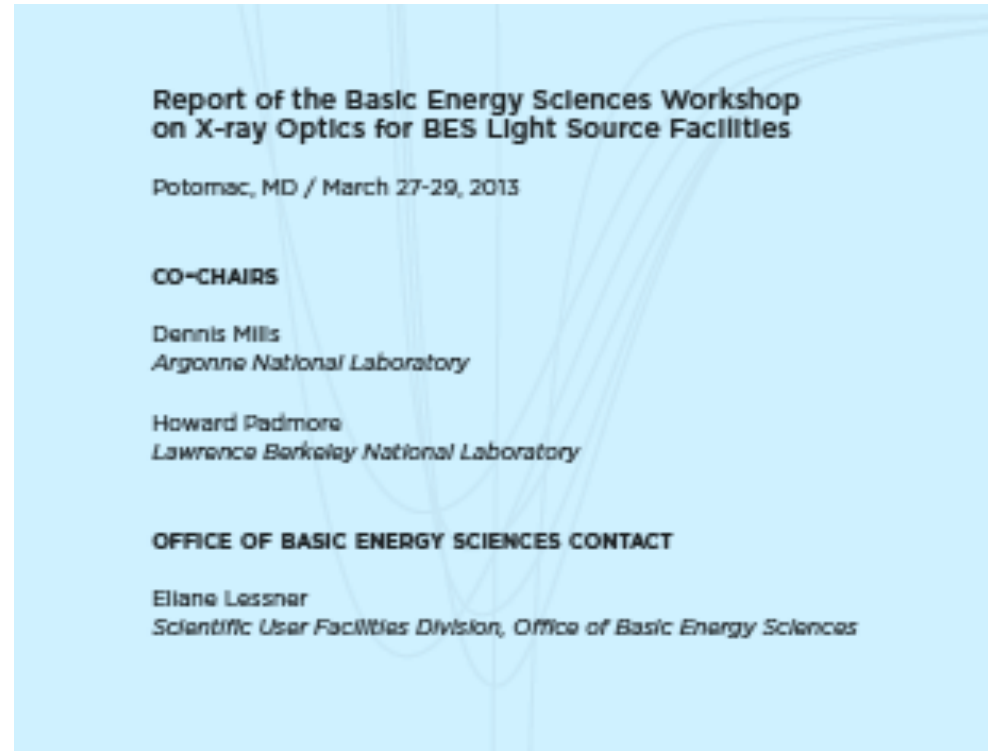 Report of the Basic Energy Sciences Workshop
on X-ray Optics for BES Light Source Facilities
Potomac, MD / March 27-29, 2013
CO-CHAIRS
Dennis Mills
Argonne National Laboratory
Howard Padmore
Lawrence Berkeley National Laboratory
OFFICE OF BASIC ENERGY SCIENCES CONTACT
Eliane Lessner
Scientific User Facilities Division, Office of Basic Energy Sciences